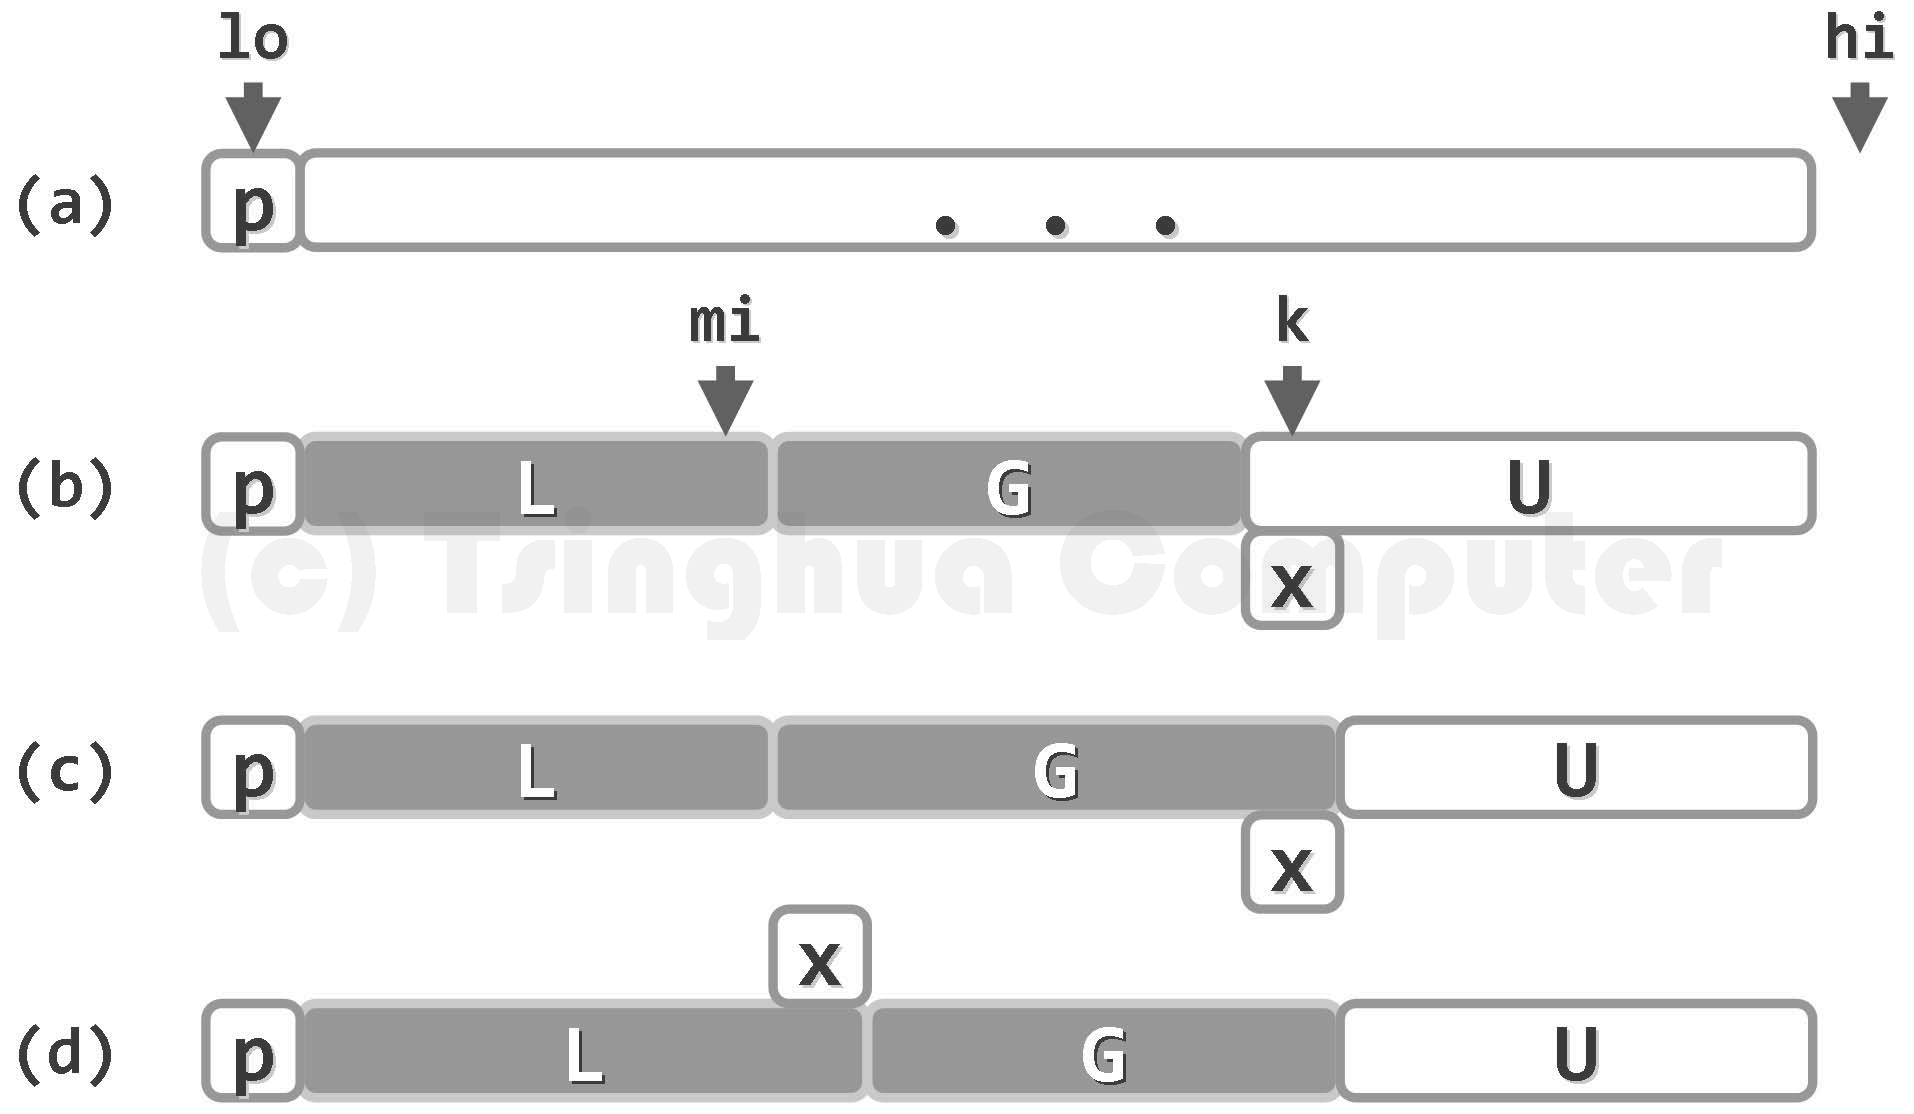 lo hi
(a) p . . .
mi k
(b) p L G U
(c) Tsinghua Computer
x
(c) p L G U
x
x
(d) p L G U